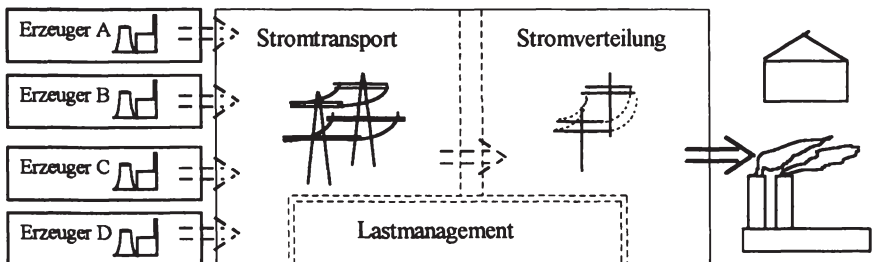 Erzeuger A
Erzeuger B
Erzeuger C
Erzeuger D
Stromtransport
Stromverteilung
Lastmanagement